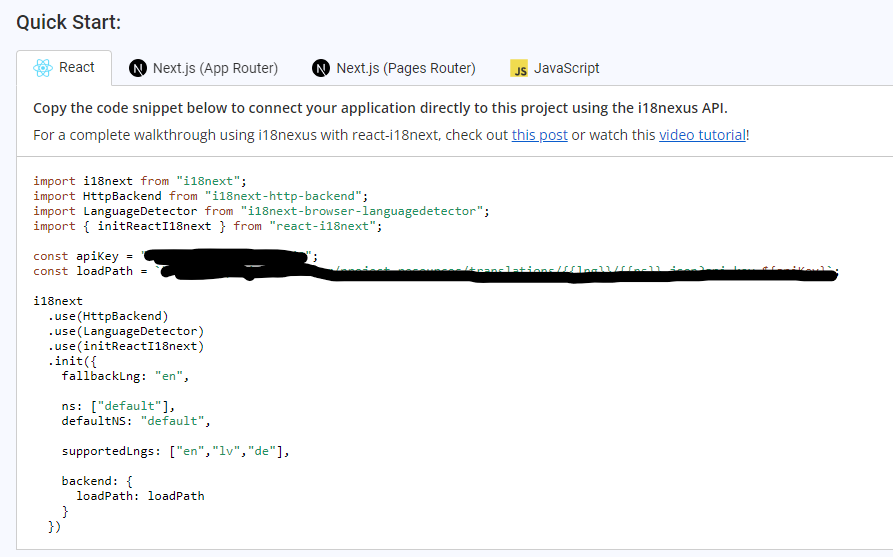 Quick Start:
React
Next.js (App Router)
Next.js (Pages Router)
JS JavaScript
Copy the code snippet below to connect your application directly to this project using the i18nexus API.
For a complete walkthrough using i18nexus with react-i18next, check out this post or watch this video tutorial!
import i18next from "i18next";
import HttpBackend from "i18next-http-backend";
import LanguageDetector from "i18next-browser-languagedetector";
import { initReactI18next } from "react-i18next";
const apiKey = "";
const loadPath = `
i18next
.use(HttpBackend)
.use(LanguageDetector)
.use(initReactI18next)
.init({
fallbackLng: "en",
ns: ["default"],
defaultNS: "default",
supportedLngs: ["en","lv","de"],
backend: {
loadPath: loadPath
}
})